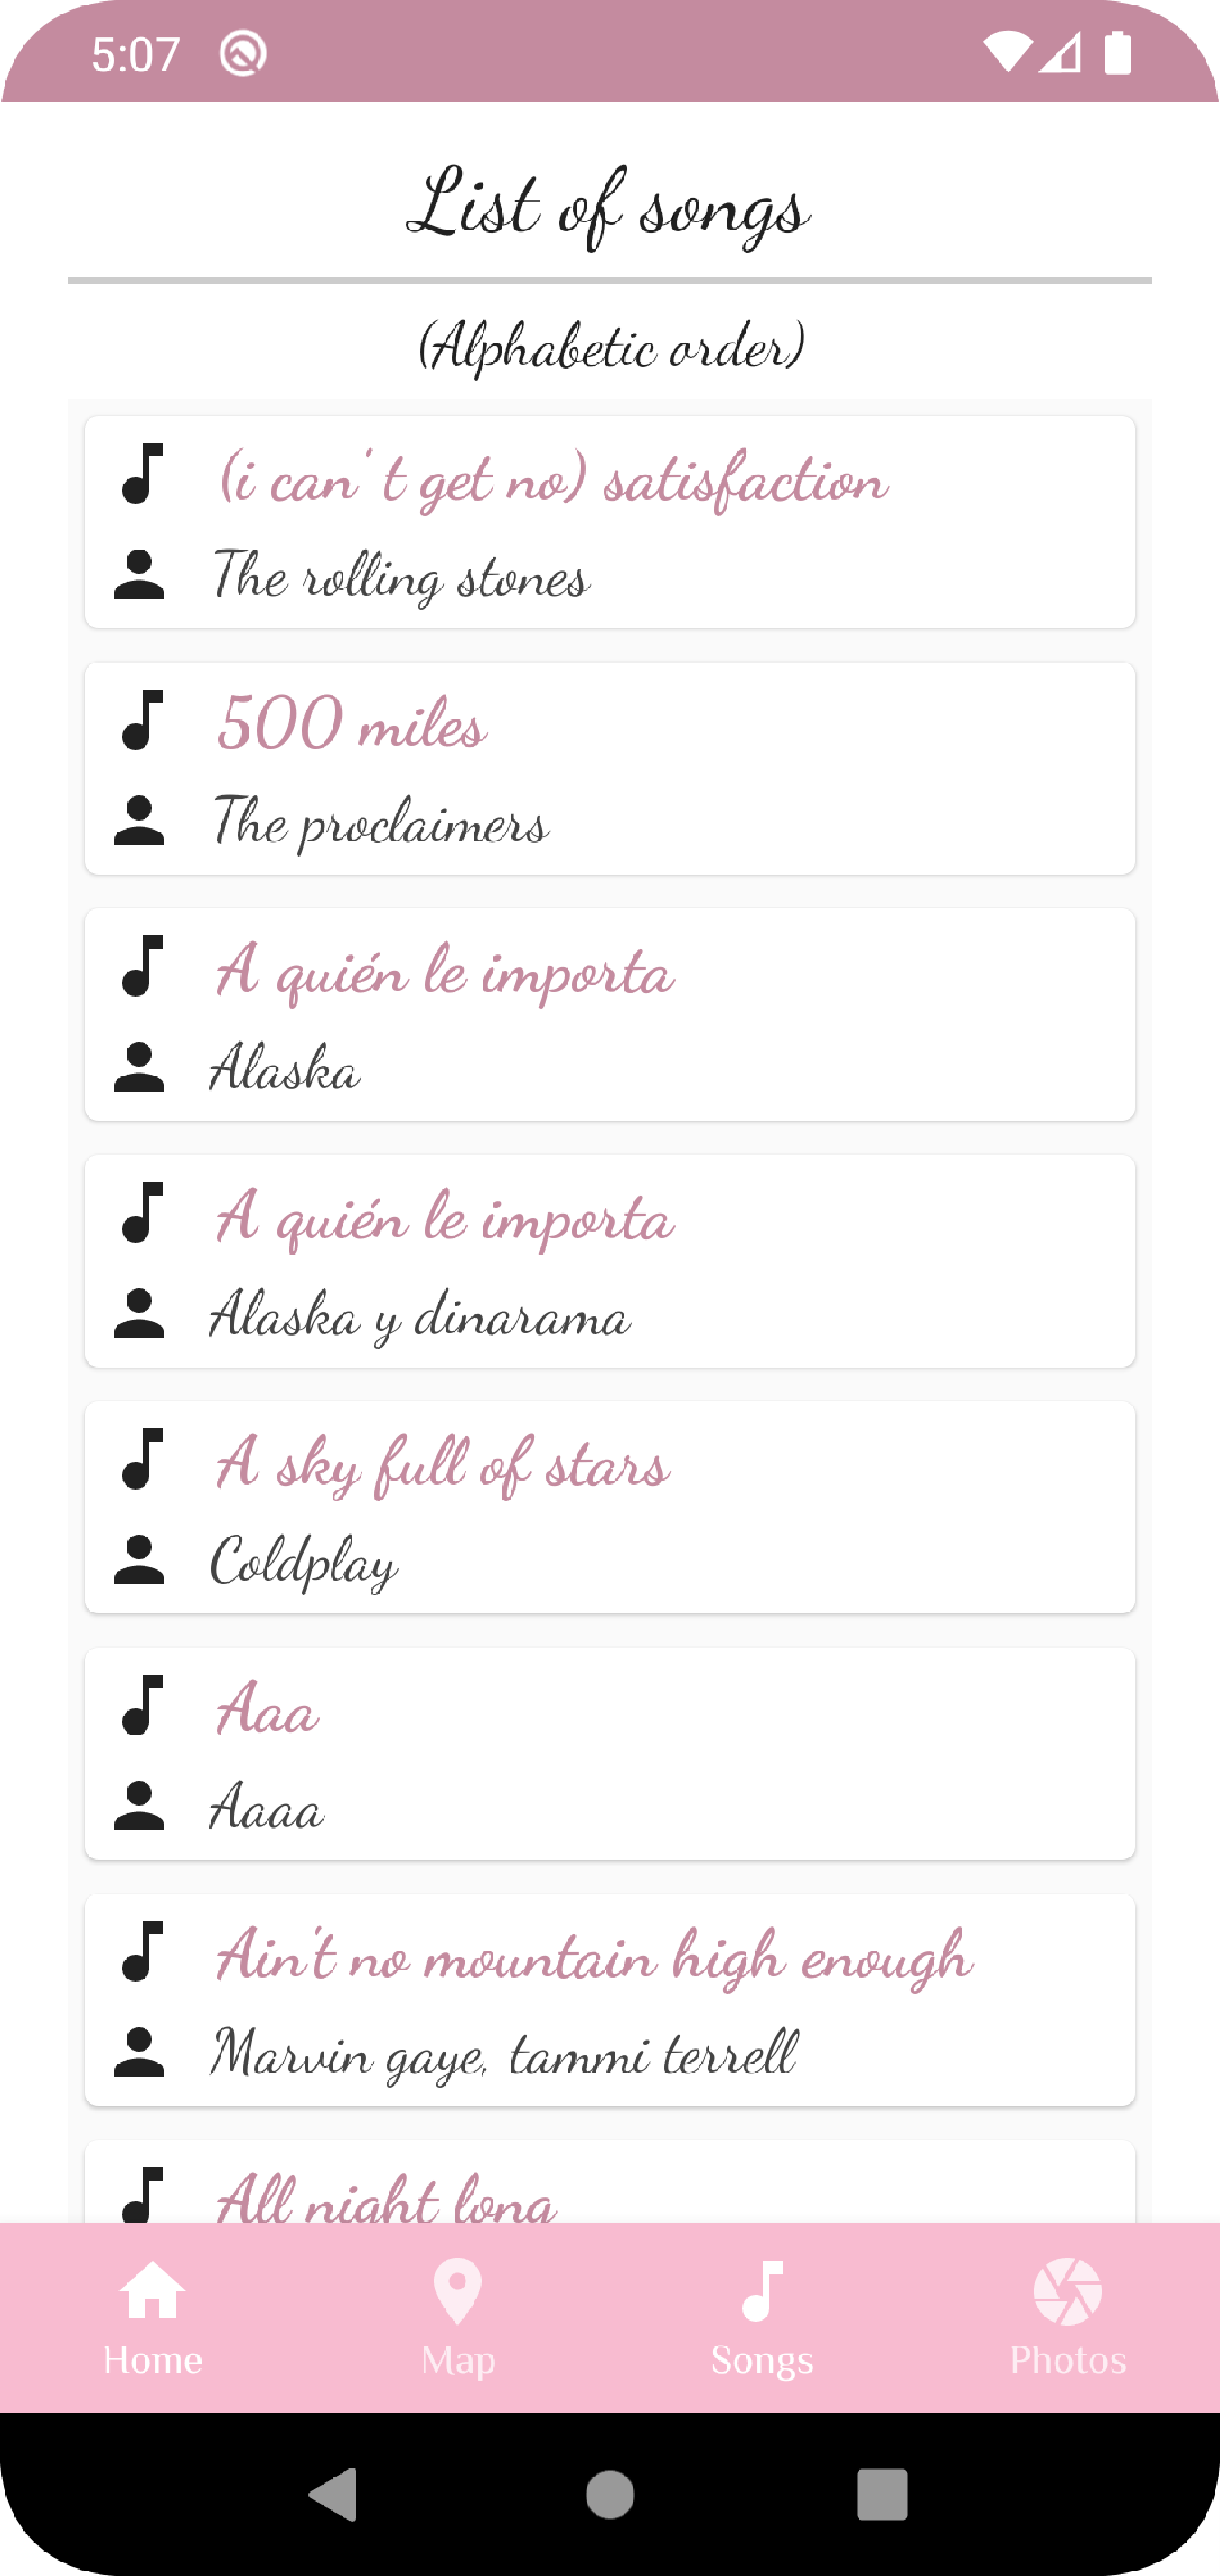 5:07
List of songs
(Alphabetic order)
(i can´t get no) satisfaction
The rolling stones
500 miles
The proclaimers
A quién le importa
Alaska
A quién le importa
Alaska y dinarama
A sky full of stars
Coldplay
Aaa
Aaaa
Ain't no mountain high enough
Marvin gaye, tammi terrell
All night long
Home Map Songs Photos